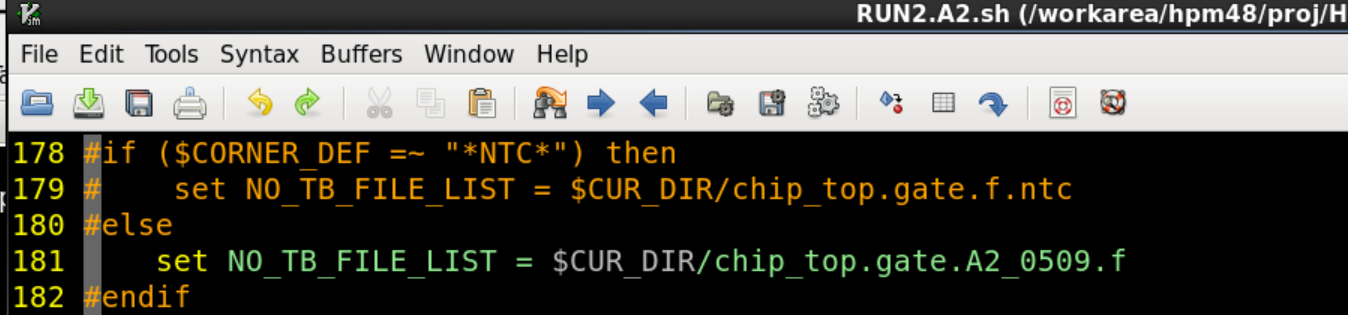 RUN2.A2.sh (/workarea/hpm48/proj/H
File Edit Tools Syntax Buffers Window Help
178 #if ($CORNER_DEF =~ "*NTC*") then
179 #    set NO_TB_FILE_LIST = $CUR_DIR/chip_top.gate.f.ntc
180 #else
181     set NO_TB_FILE_LIST = $CUR_DIR/chip_top.gate.A2_0509.f
182 #endif